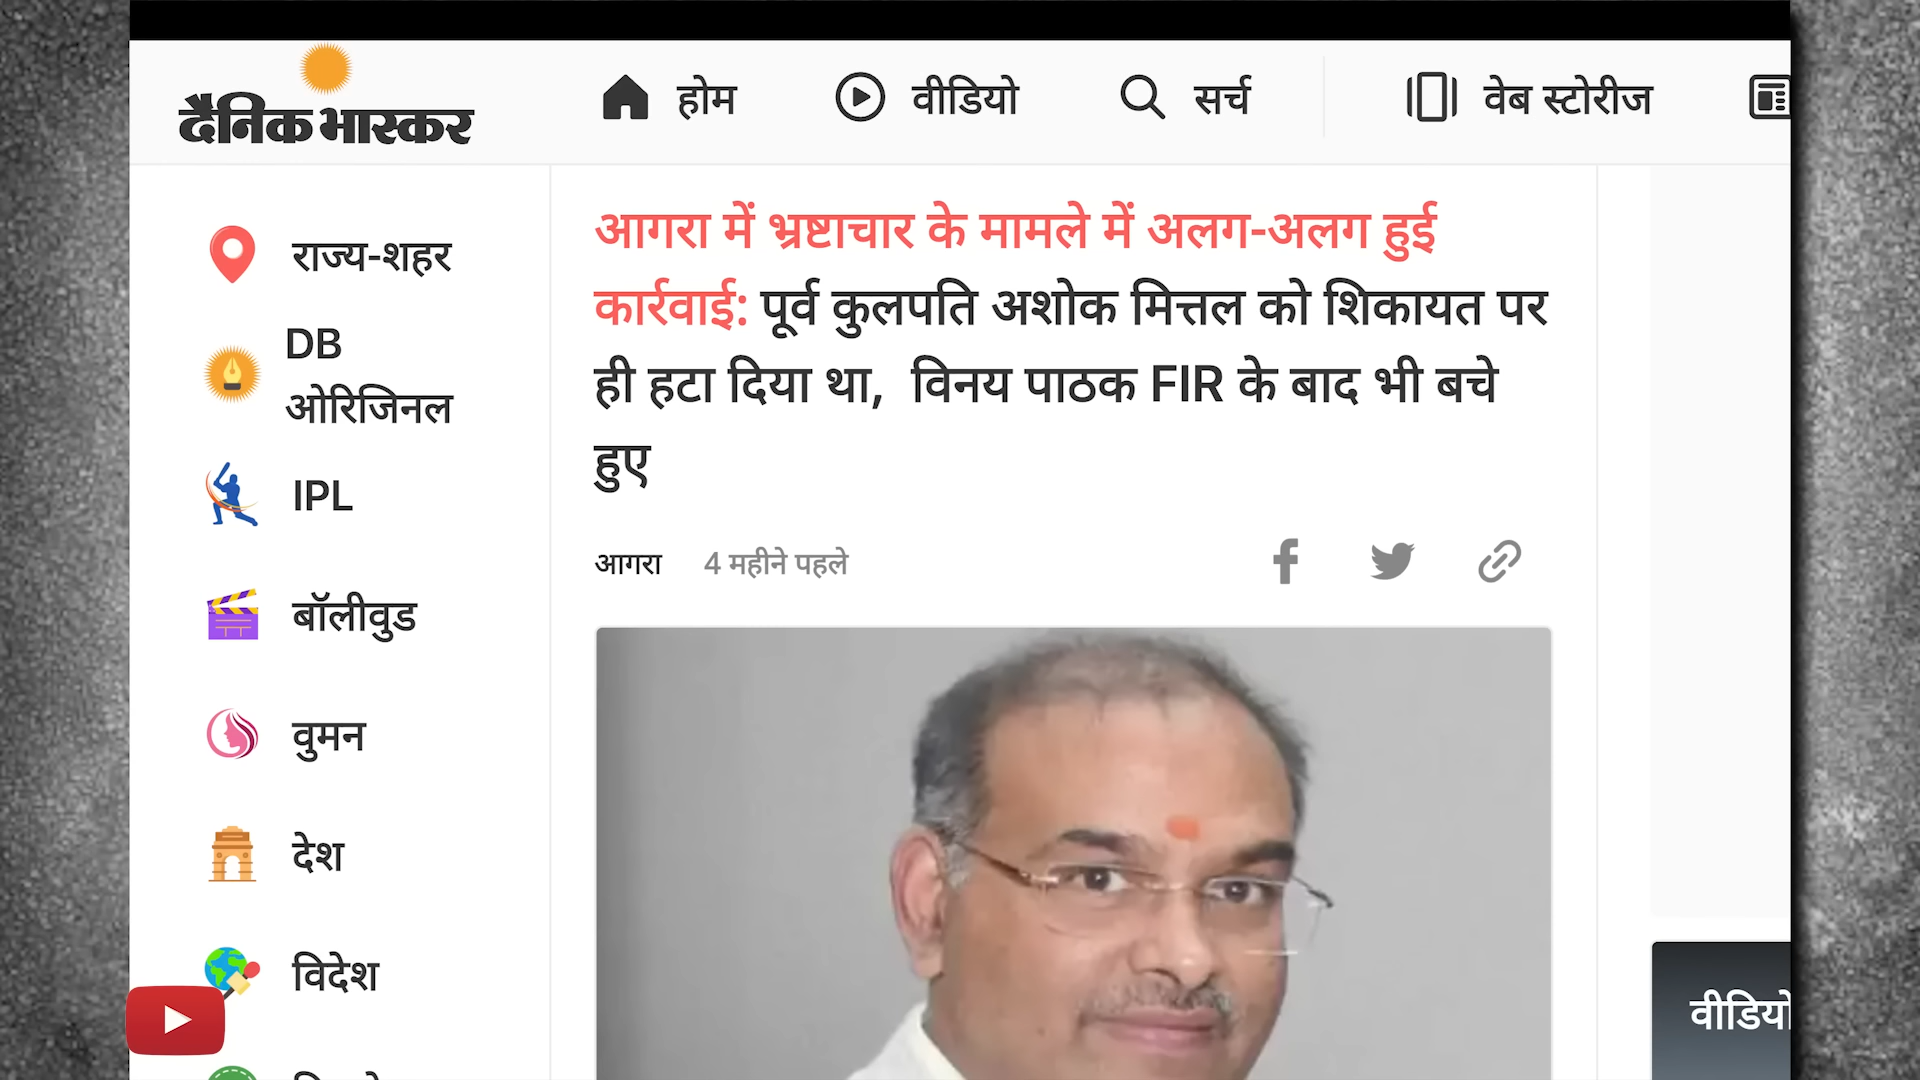 दैनिक भास्कर
होम
वीडियो
सर्च
वेब स्टोरीज
राज्य-शहर
DB
ओरिजिनल
IPL
बॉलीवुड
वुमन
देश
विदेश
आगरा में भ्रष्टाचार के मामले में अलग-अलग हुई
कार्रवाई: पूर्व कुलपति अशोक मित्तल को शिकायत पर
ही हटा दिया था, विनय पाठक FIR के बाद भी बचे
हुए
आगरा 4 महीने पहले
वीडियो